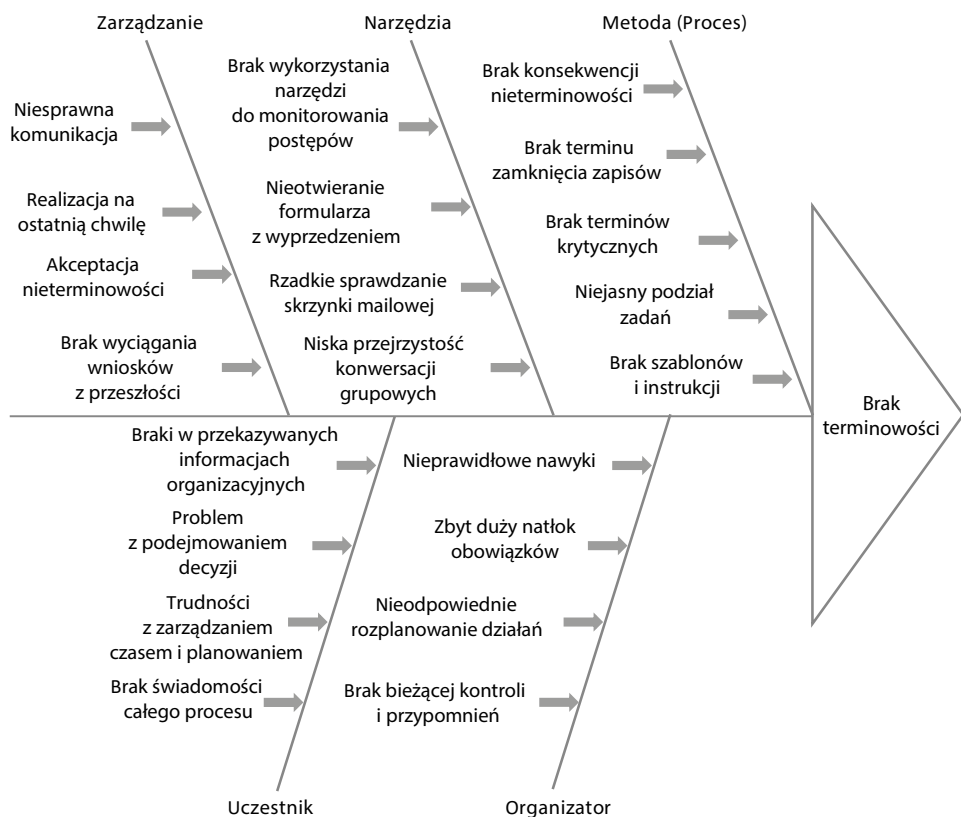 Zarządzanie
Narzędzia
Metoda (Proces)
Niesprawna
komunikacja
Realizacja na
ostatnią chwilę
Akceptacja
nieterminowości
Brak wyciągania
wniosków
z przeszłości
Brak wykorzystania
narzędzi
do monitorowania
postępów
Nieotwieranie
formularza
z wyprzedzeniem
Rzadkie sprawdzanie
skrzynki mailowej
Niska przejrzystość
konwersacji
grupowych
Brak konsekwencji
nieterminowości
Brak terminu
zamknięcia zapisów
Brak terminów
krytycznych
Niejasny podział
zadań
Brak szablonów
i instrukcji
Brak
terminowości
Braki w przekazywanych
informacjach
organizacyjnych
Problem
z podejmowaniem
decyzji
Trudności
z zarządzaniem
czasem i planowaniem
Brak świadomości
całego procesu
Nieprawidłowe nawyki
Zbyt duży natłok
obowiązków
Nieodpowiednie
rozplanowanie działań
Brak bieżącej kontroli
i przypomnień
Uczestnik
Organizator